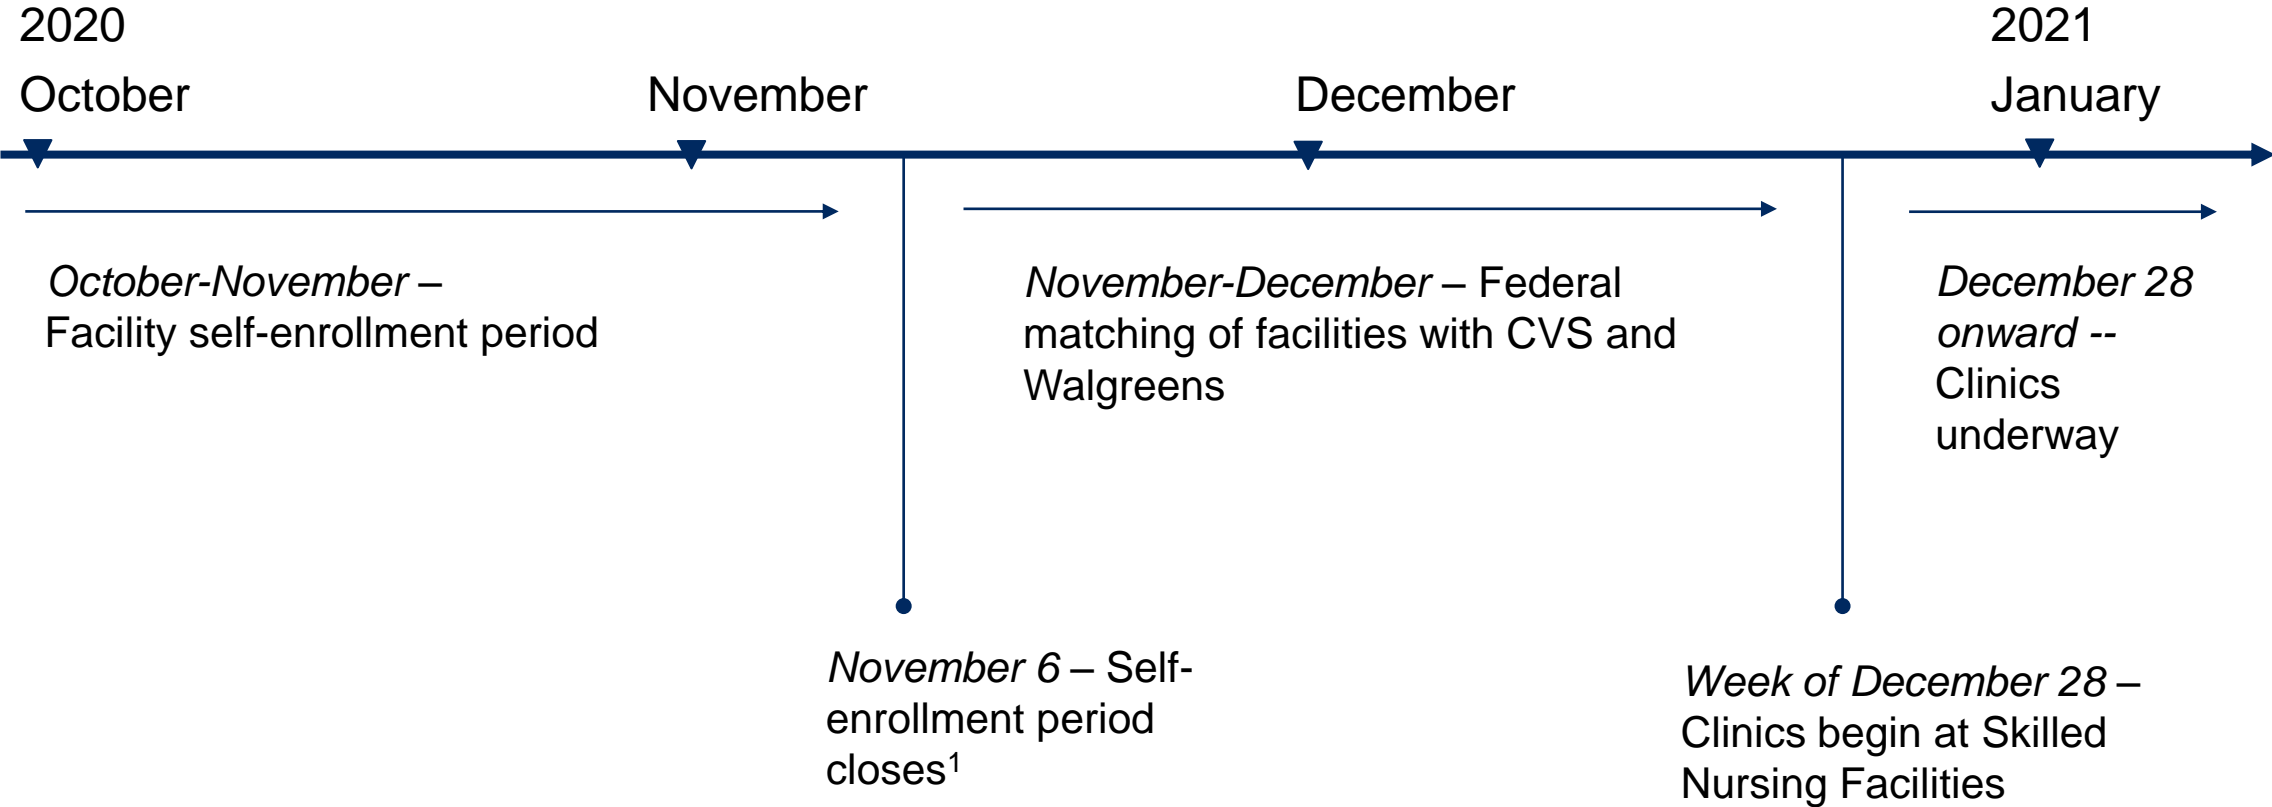 2020
2021
October
November
December
January
October-November –
Facility self-enrollment period
November-December – Federal
matching of facilities with CVS and
Walgreens
December 28
onward --
Clinics
underway
November 6 – Self-
enrollment period
closes¹
Week of December 28 –
Clinics begin at Skilled
Nursing Facilities